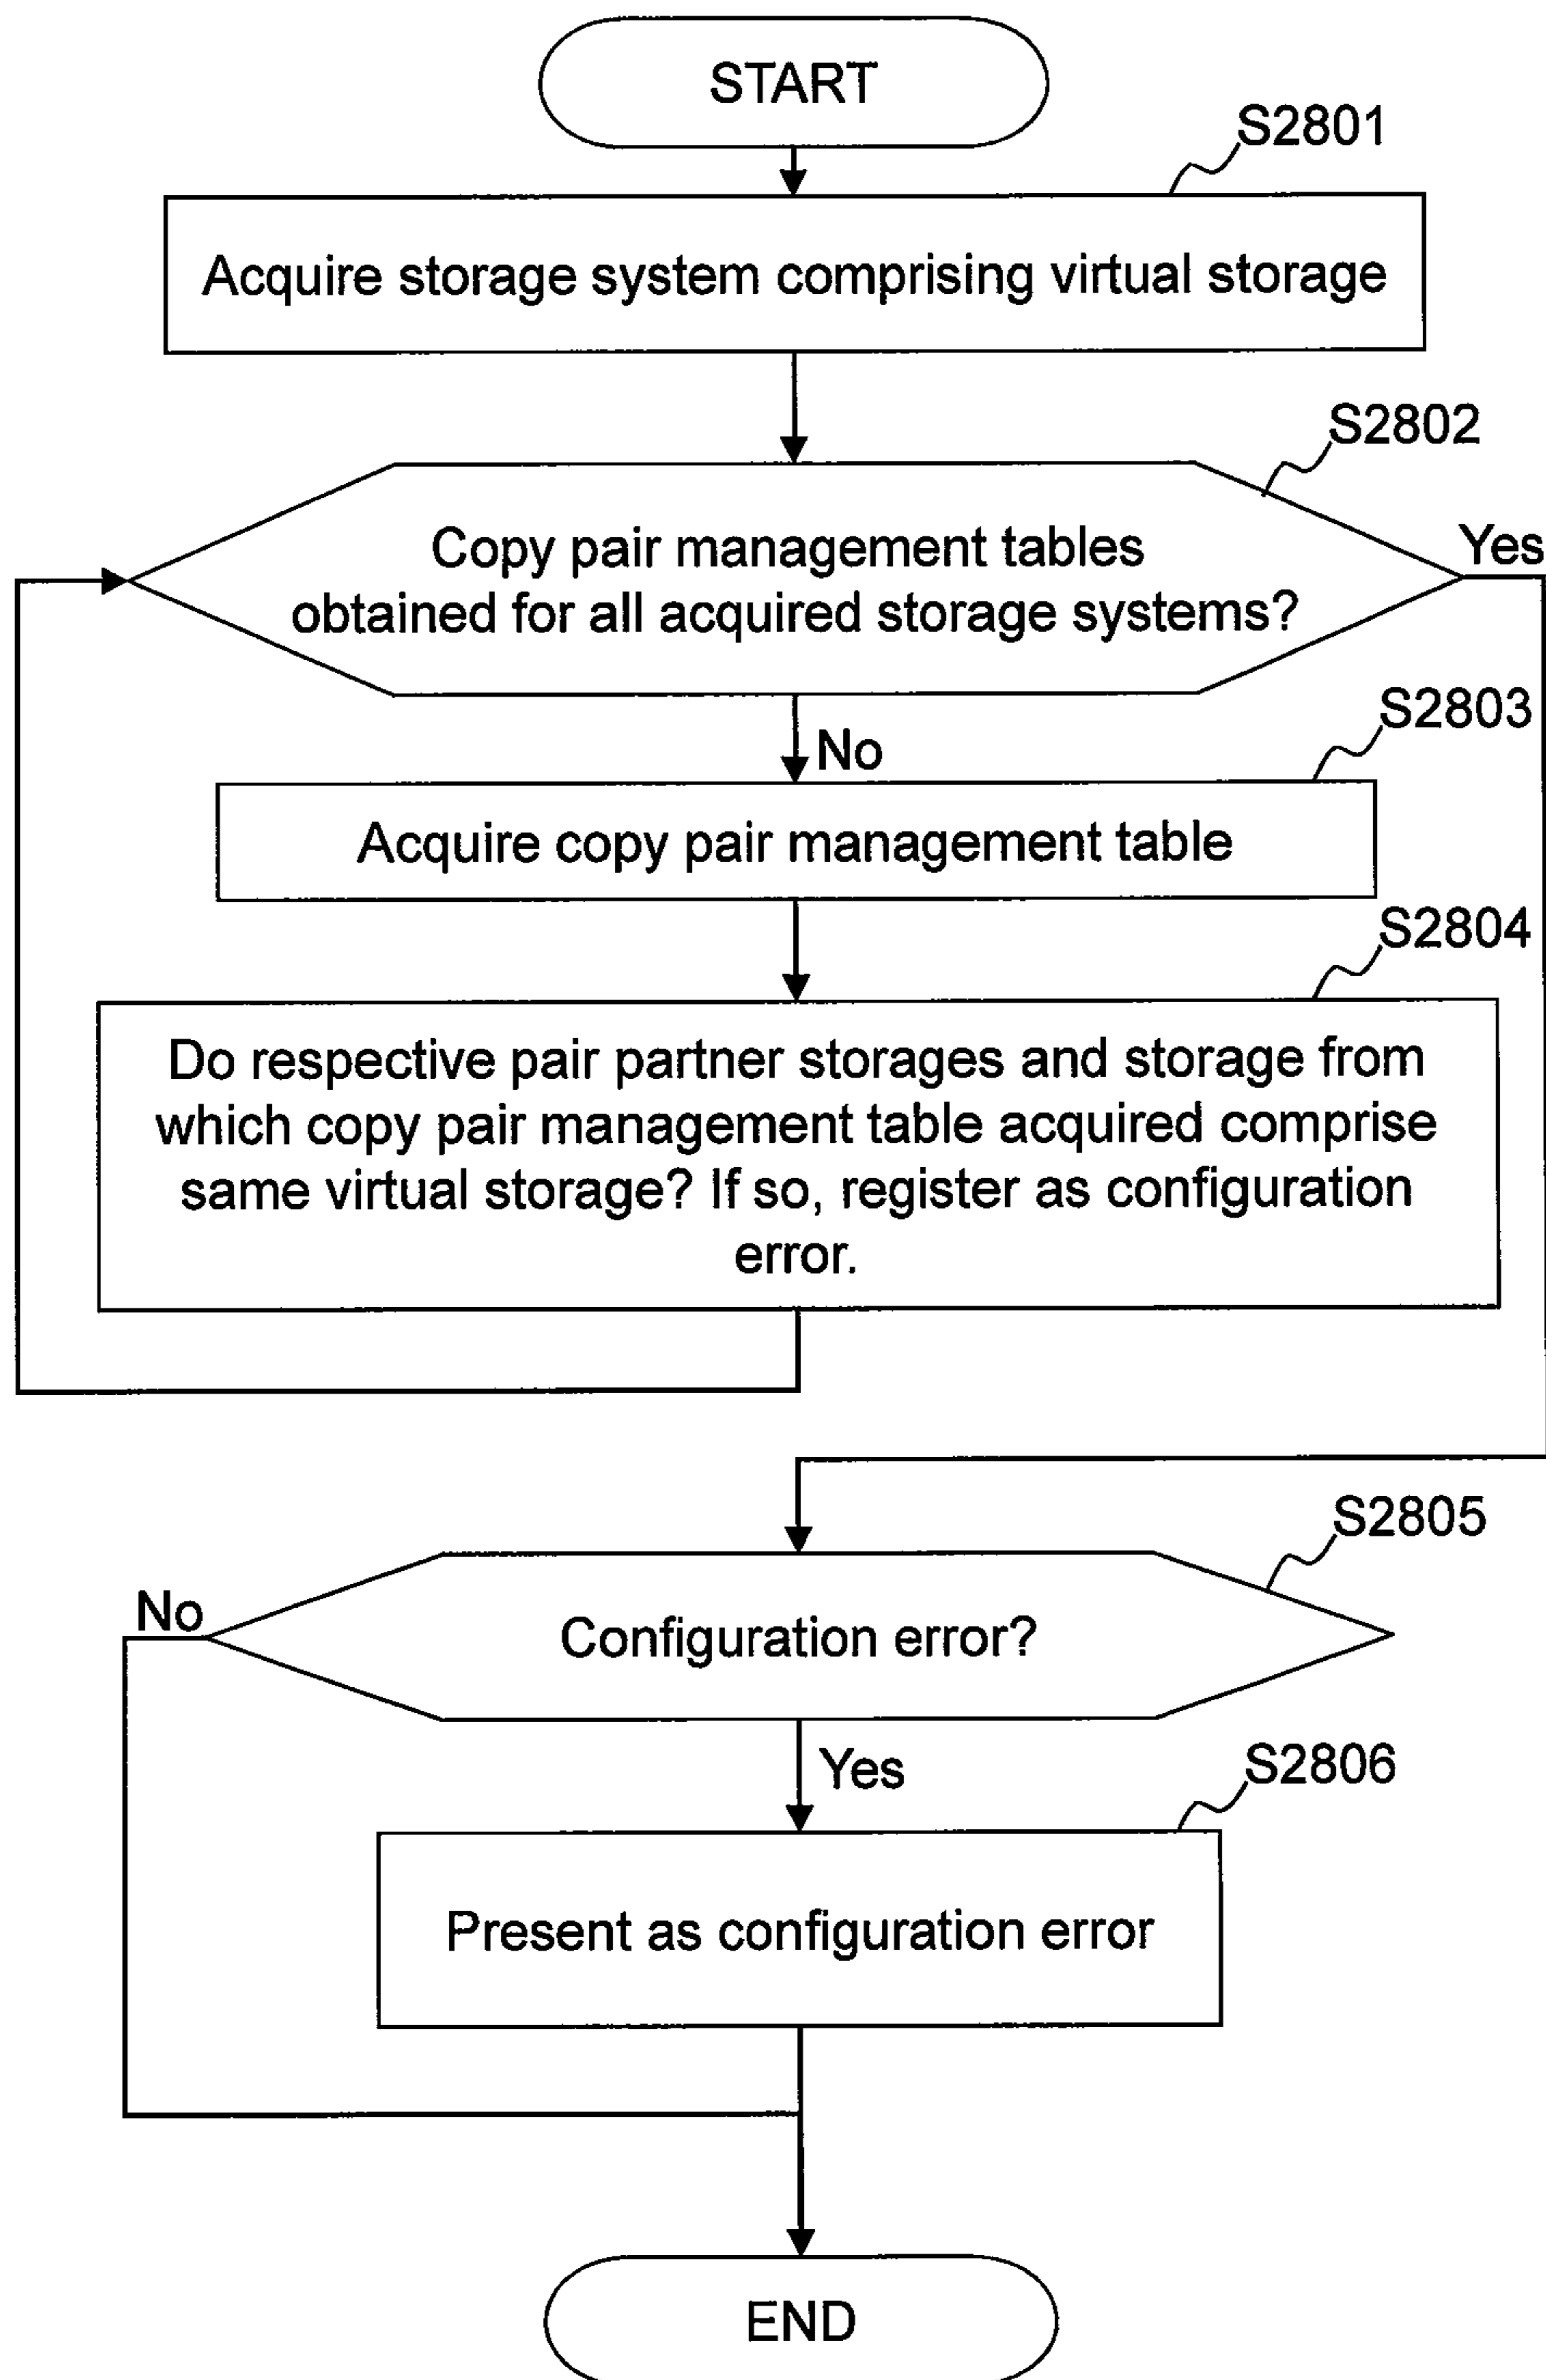 START
S2801
Acquire storage system comprising virtual storage
S2802
Copy pair management tables
obtained for all acquired storage systems?
Yes
No
S2803
Acquire copy pair management table
S2804
Do respective pair partner storages and storage from
which copy pair management table acquired comprise
same virtual storage? If so, register as configuration
error.
S2805
No
Configuration error?
Yes
S2806
Present as configuration error
END